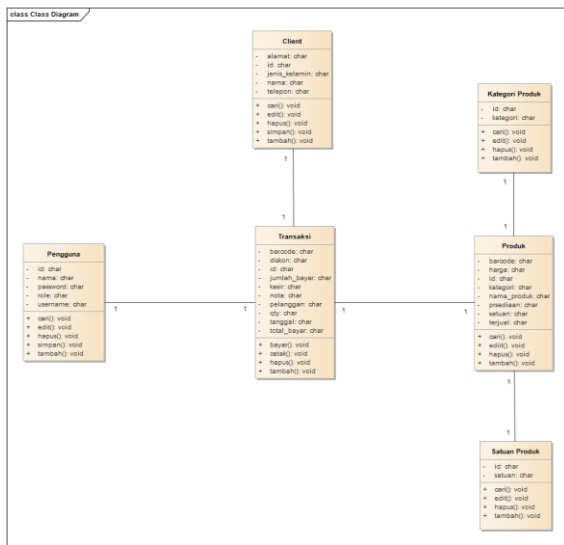 class Class Diagram
Client
- alamat: char
- id: char
- jenis_kelamin: char
- nama: char
- telepon: char
+ cari(): void
+ edit(): void
+ hapus(): void
+ simpan(): void
+ tambah(): void
1
1
Kategori Produk
- id: char
- kategori: char
+ cari(): void
+ edit(): void
+ hapus(): void
+ tambah(): void
1
1
Pengguna
- id: char
- nama: char
- password: char
- role: char
- username: char
+ cari(): void
+ edit(): void
+ hapus(): void
+ simpan(): void
+ tambah(): void
1
1
Transaksi
- barcode: char
- diskon: char
- id: char
- jumlah_bayar: char
- kasir: char
- nota: char
- pelanggan: char
- qty: char
- tanggal: char
- total_bayar: char
+ bayar(): void
+ cetak(): void
+ hapus(): void
+ tambah(): void
1
1
Produk
- barcode: char
- harga: char
- id: char
- kategori: char
- nama_produk: char
- prsediaan: char
- satuan: char
- terjual: char
+ cari(): void
+ ediit(): void
+ hapus(): void
+ tambah(): void
1
1
Satuan Produk
- id: char
- satuan: char
+ cari(): void
+ edit(): void
+ hapus(): void
+ tambah(): void